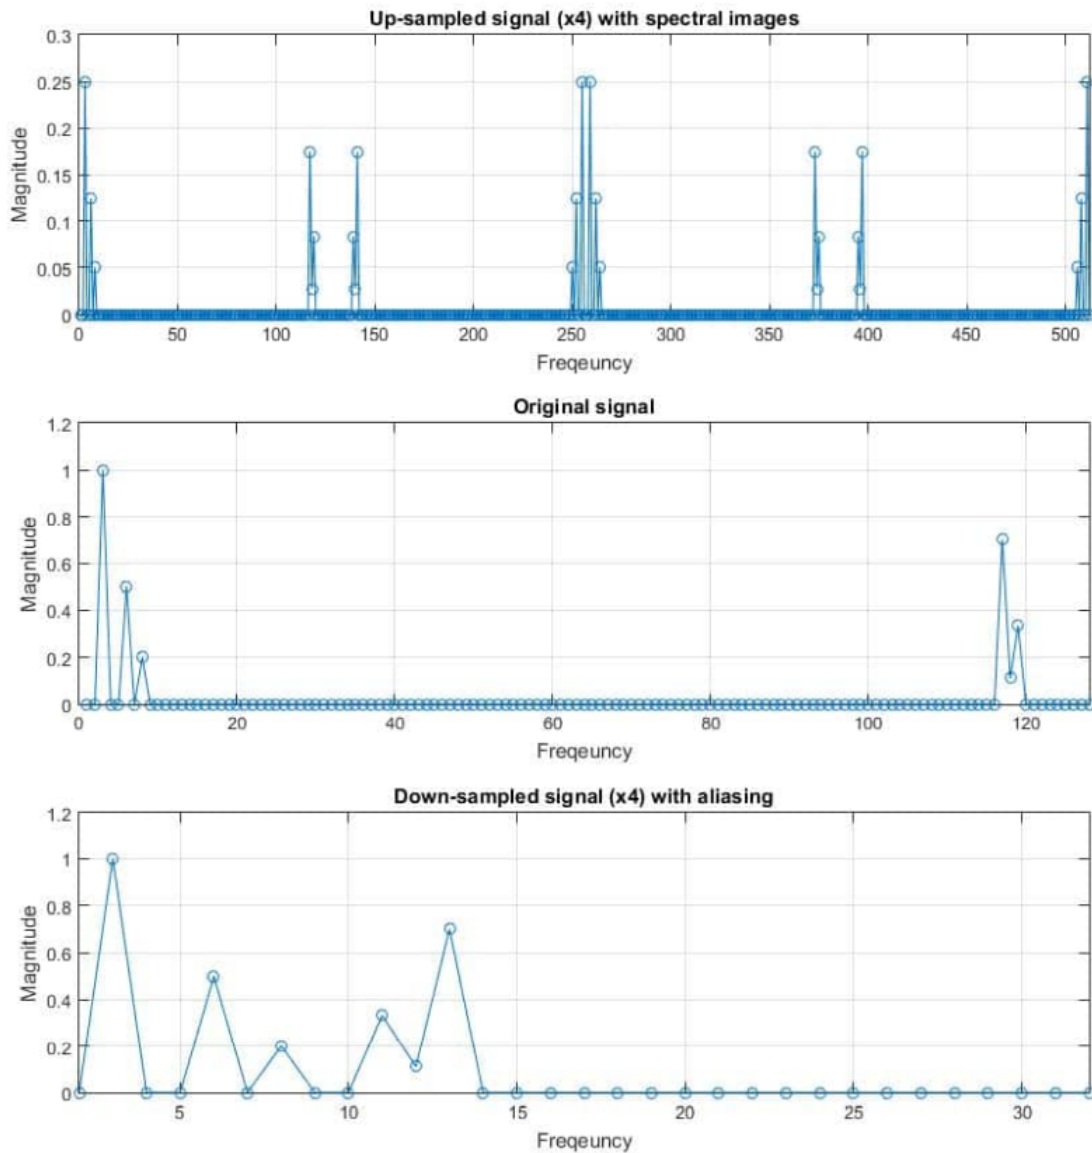 Up-sampled signal (x4) with spectral images
0.3
0.25
0.2
0.15
0.1
0.05
0
Magnitude
0 50 100 150 200 250 300 350 400 450 500
Freqeuncy
Original signal
1.2
1
0.8
0.6
0.4
0.2
0
Magnitude
0 20 40 60 80 100 120
Freqeuncy
Down-sampled signal (x4) with aliasing
1.2
1
0.8
0.6
0.4
0.2
0
Magnitude
5 10 15 20 25 30
Freqeuncy